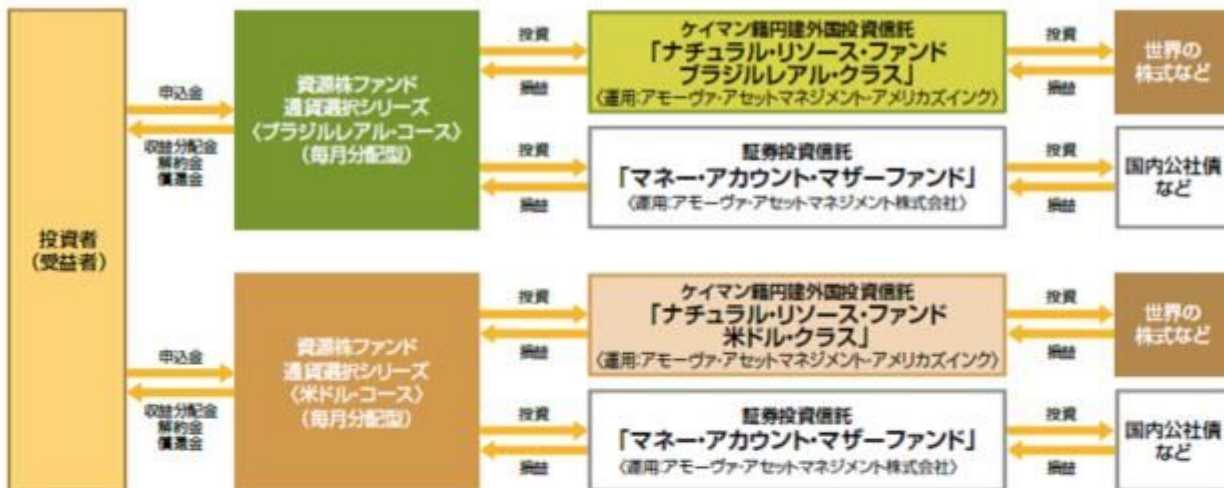 投資者
(受益者)
申込金
収益分配金
解約金
償還金
資源株ファンド
通貨選択シリーズ
〈ブラジルレアル・コース〉
(毎月分配型)
投資
損益
ケイマン籍円建外国投資信託
「ナチュラル・リソース・ファンド
ブラジルレアル・クラス」
〈運用:アモーヴァ・アセットマネジメント・アメリカズインク〉
投資
損益
世界の
株式など
投資
損益
証券投資信託
「マネー・アカウント・マザーファンド」
〈運用:アモーヴァ・アセットマネジメント株式会社〉
投資
損益
国内公社債
など
申込金
収益分配金
解約金
償還金
資源株ファンド
通貨選択シリーズ
〈米ドル・コース〉
(毎月分配型)
投資
損益
ケイマン籍円建外国投資信託
「ナチュラル・リソース・ファンド
米ドル・クラス」
〈運用:アモーヴァ・アセットマネジメント・アメリカズインク〉
投資
損益
世界の
株式など
投資
損益
証券投資信託
「マネー・アカウント・マザーファンド」
〈運用:アモーヴァ・アセットマネジメント株式会社〉
投資
損益
国内公社債
など